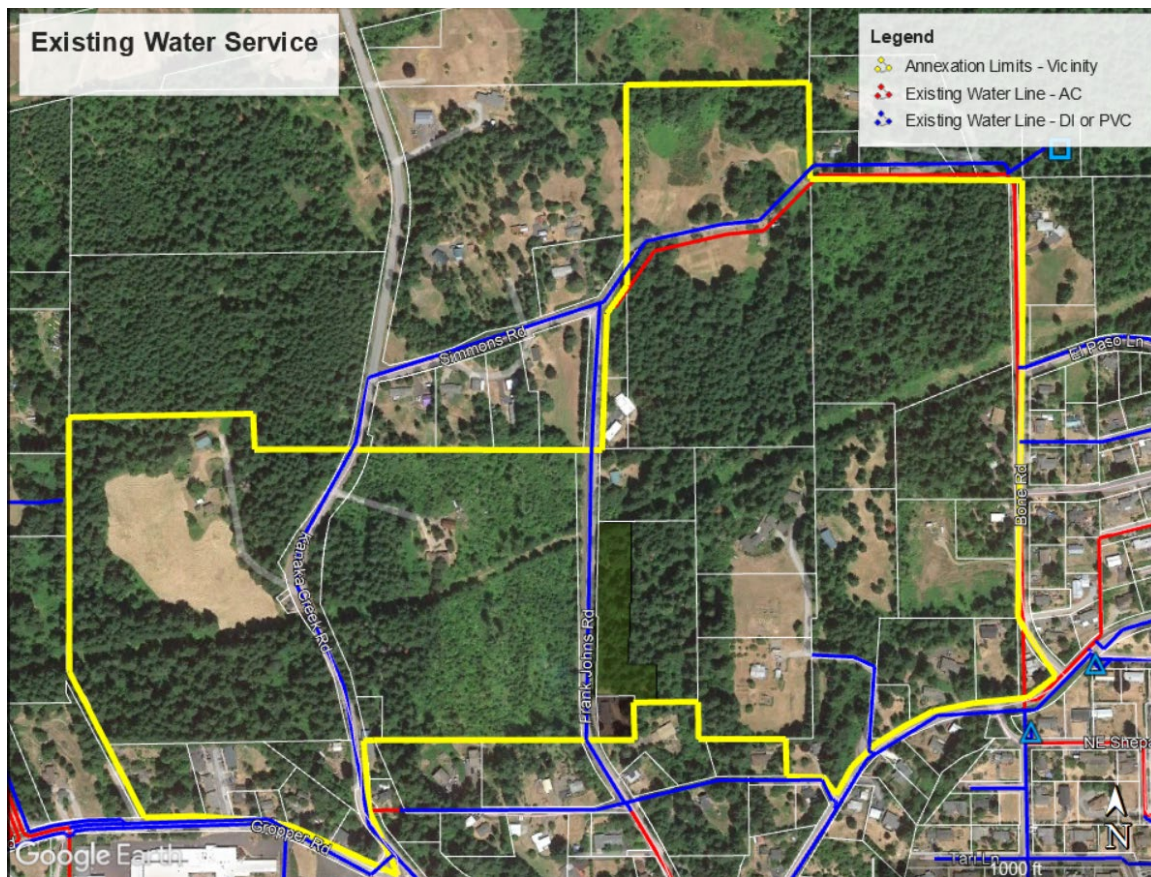 Existing Water Service
Legend
Annexation Limits - Vicinity
Existing Water Line - AC
Existing Water Line - DI or PVC
Simmons Rd
El Paso Ln
Bone Rd
Kanaka Creek Rd
Frank Johns Rd
NE Shepa
Cropper Rd
Google Earth
Tari Ln
1000 ft
N